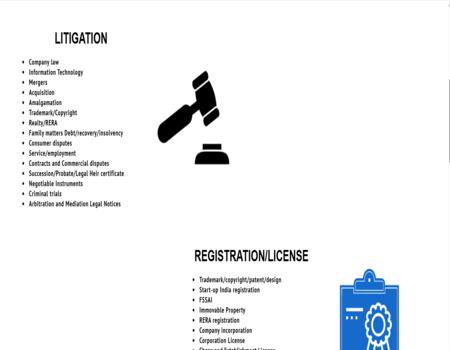 LITIGATION
Company law
Information Technology
Mergers
Acquisition
Amalgamation
Trademark/Copyright
Realty/RERA
Family matters Debt/recovery/insolvency
Consumer disputes
Service/employment
Contracts and Commercial disputes
Succession/Probate/Legal Heir certificate
Negotiable Instruments
Criminal trials
Arbitration and Mediation Legal Notices
REGISTRATION/LICENSE
Trademark/copyright/patent/design
Start-up India registration
FSSAI
Immovable Property
RERA registration
Company incorporation
Corporation License